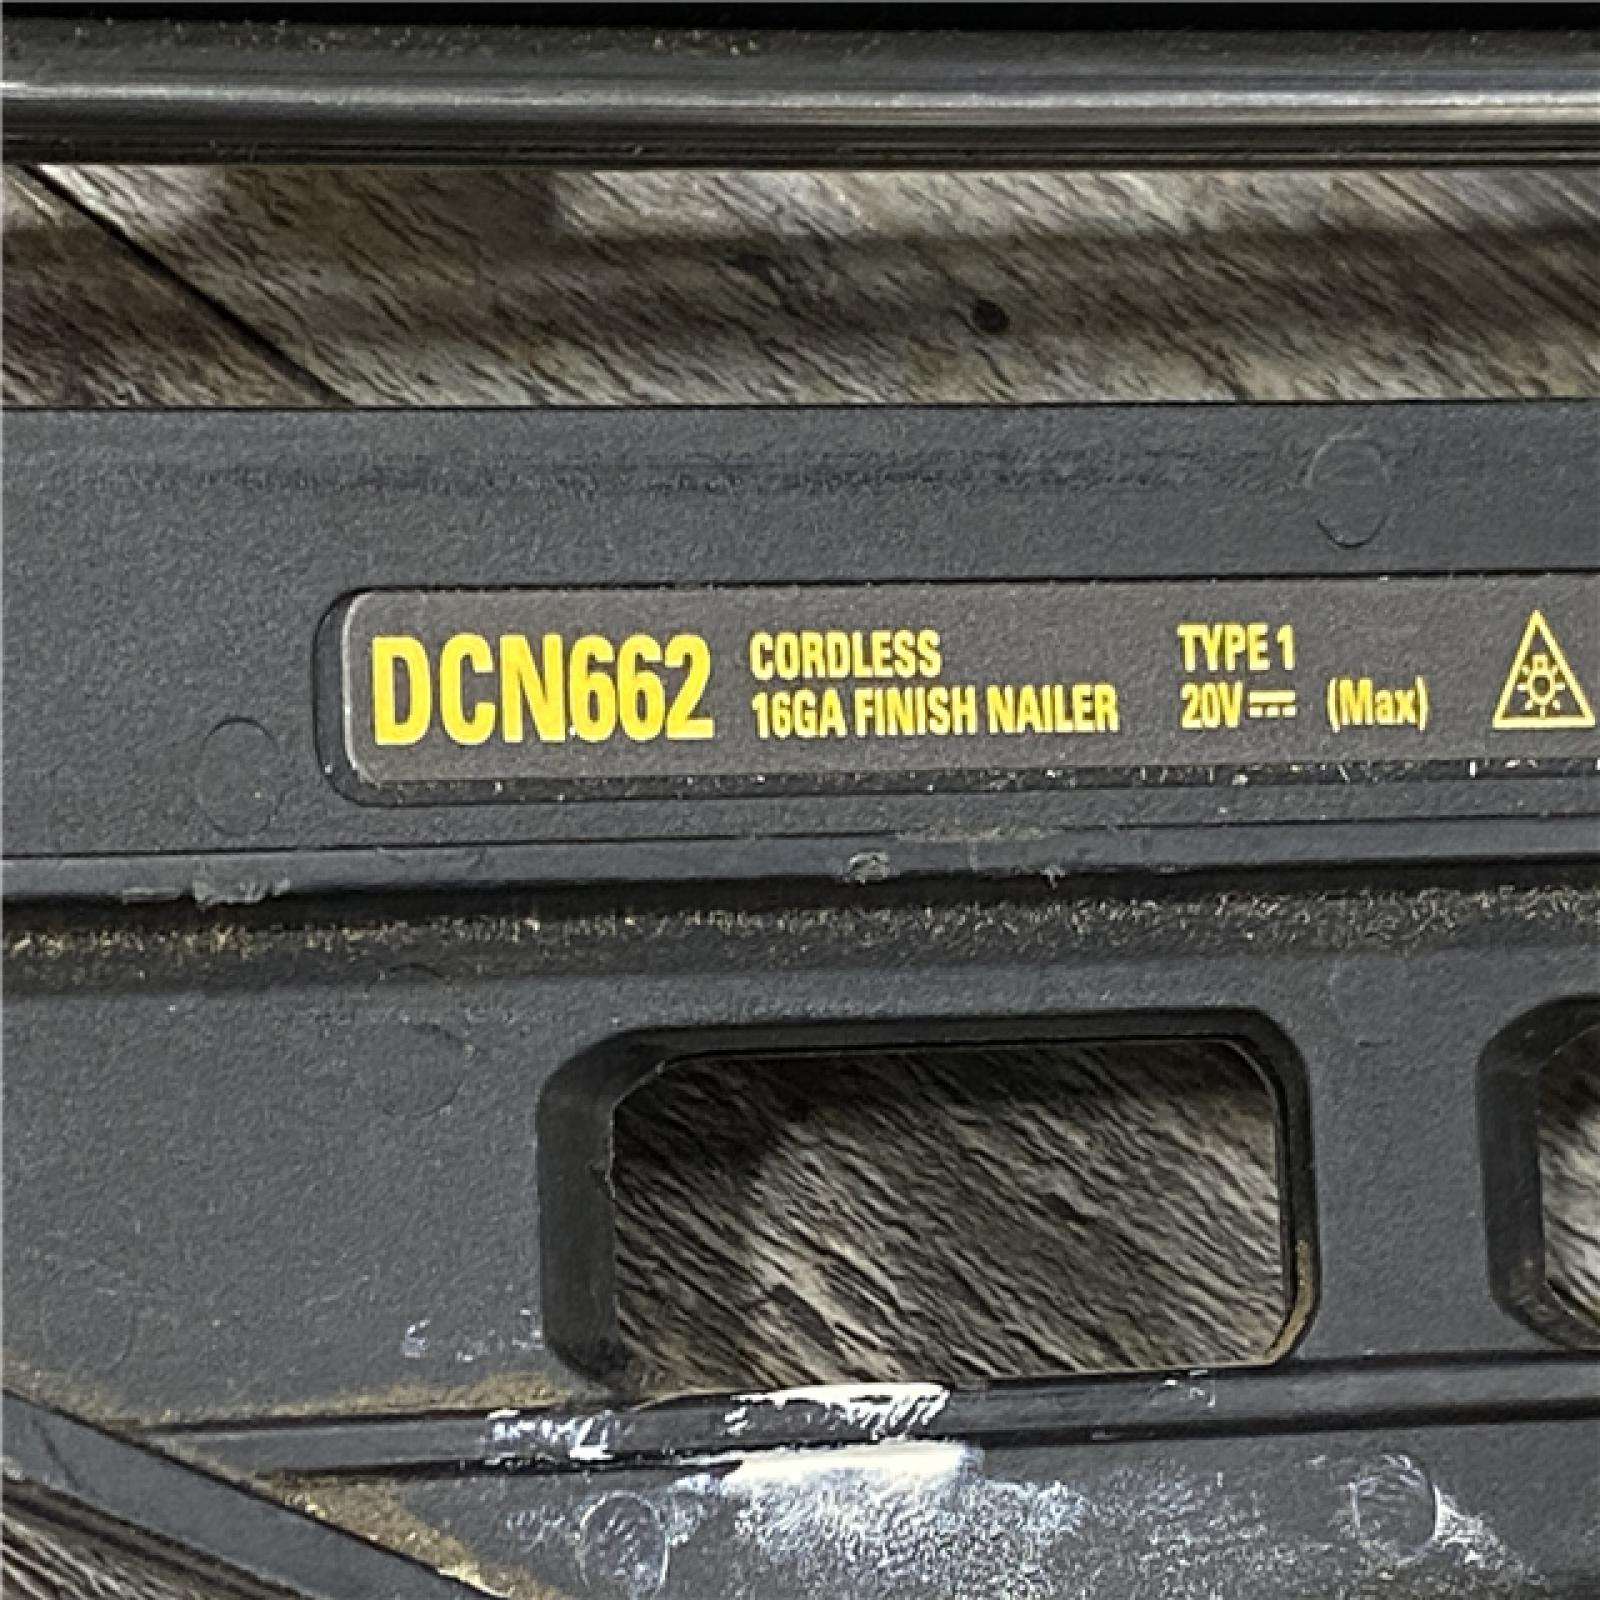 DCN662
CORDLESS
16GA FINISH NAILER
TYPE 1
20V⎓ (Max)